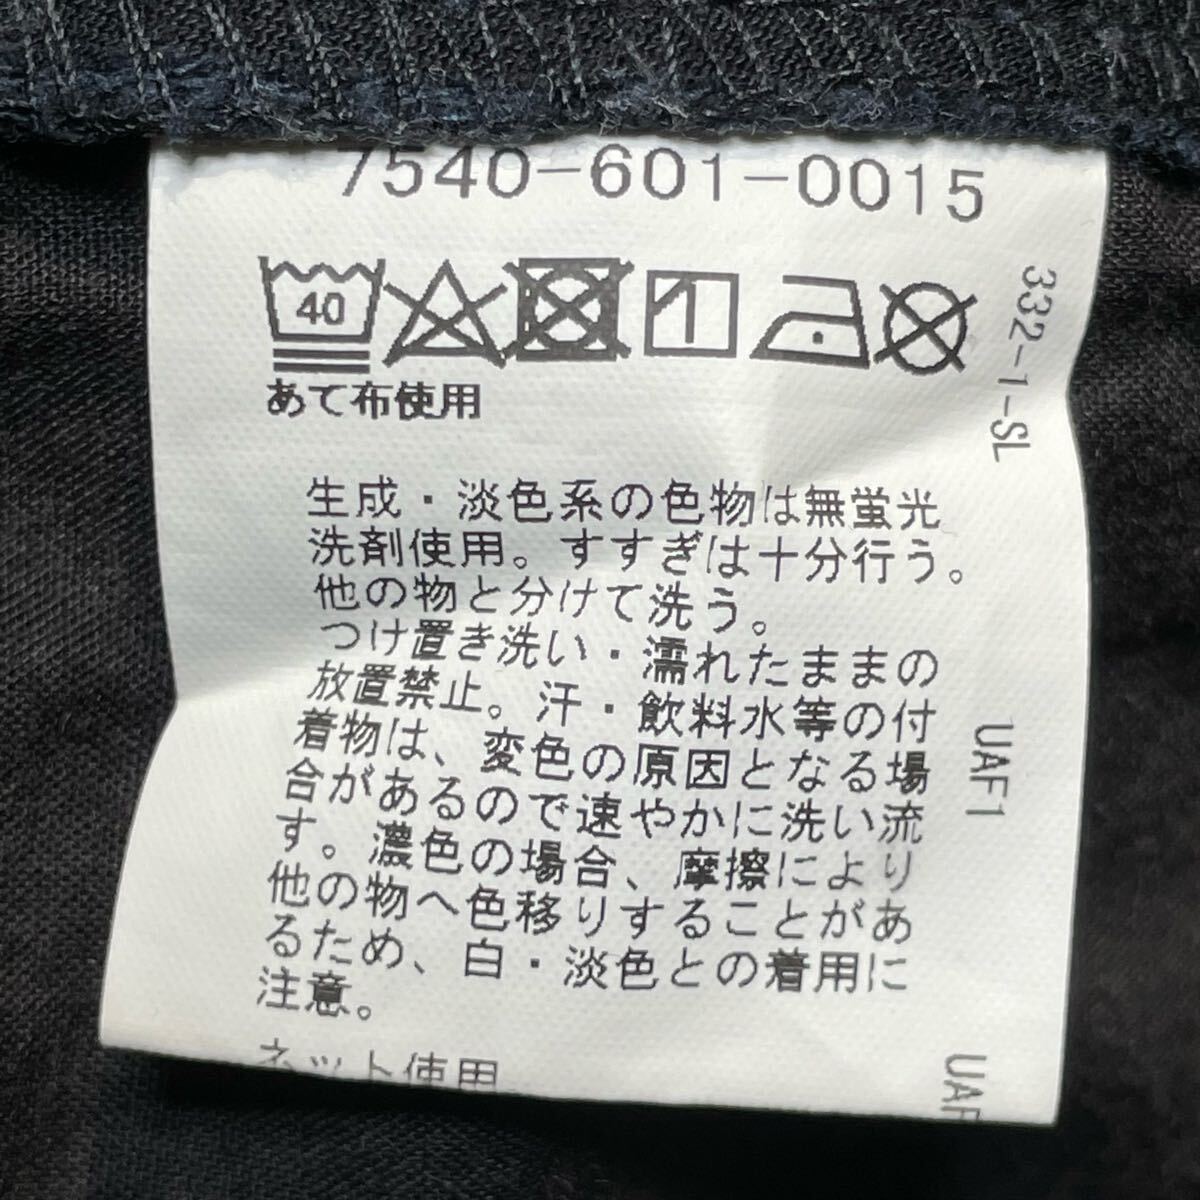 7540-601-0015
40
あて布使用
332-1-SL
生成・淡色系の色物は無蛍光
洗剤使用。すすぎは十分行う。
他の物と分けて洗う。
つけ置き洗い・濡れたままの
放置禁止。汗・飲料水等の付
着物は、変色の原因となる場
合があるので速やかに洗い流
す。濃色の場合、摩擦により
他の物へ色移りすることがあ
るため、白・淡色との着用に
注意。
ネット使用
UAF1
UAF